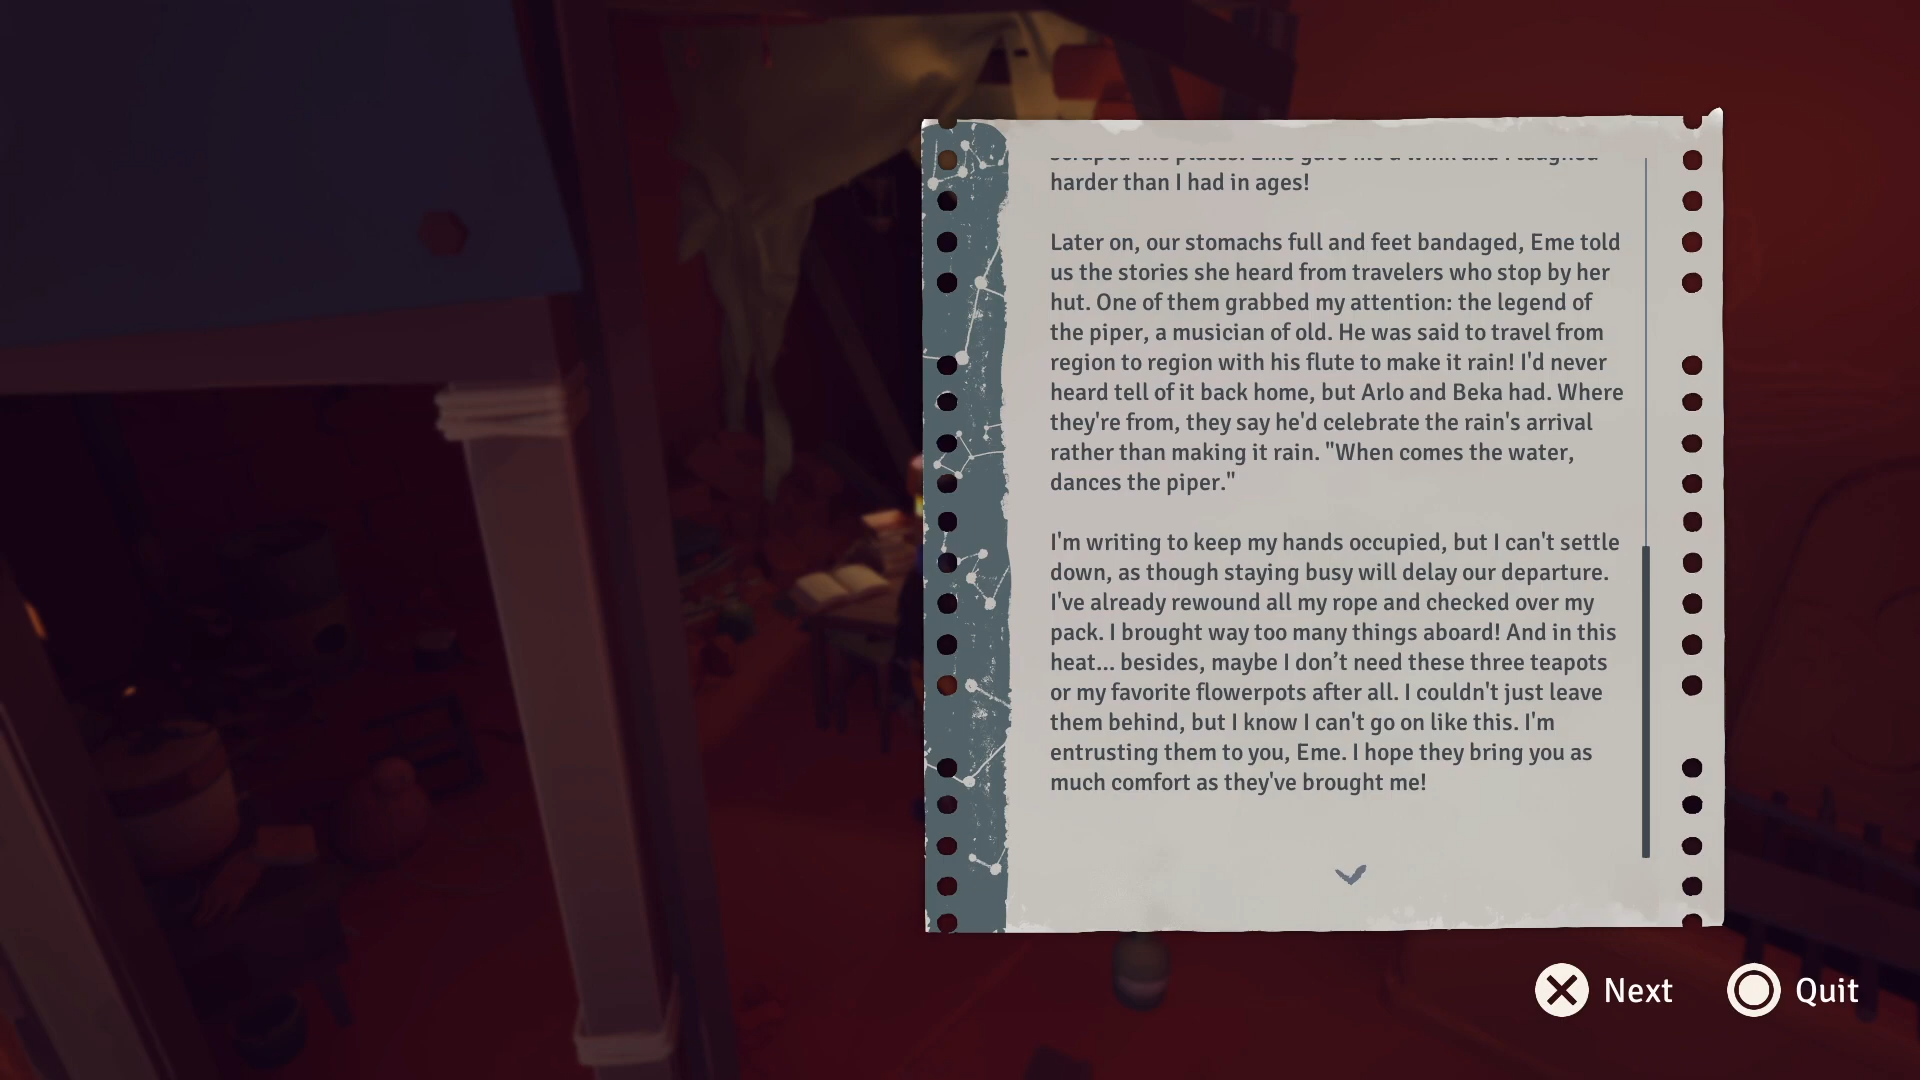 scraped the plates. Eme gave me a wink and I laughed
harder than I had in ages!
Later on, our stomachs full and feet bandaged, Eme told
us the stories she heard from travelers who stop by her
hut. One of them grabbed my attention: the legend of
the piper, a musician of old. He was said to travel from
region to region with his flute to make it rain! I'd never
heard tell of it back home, but Arlo and Beka had. Where
they're from, they say he'd celebrate the rain's arrival
rather than making it rain. "When comes the water,
dances the piper."
I'm writing to keep my hands occupied, but I can't settle
down, as though staying busy will delay our departure.
I've already rewound all my rope and checked over my
pack. I brought way too many things aboard! And in this
heat... besides, maybe I don’t need these three teapots
or my favorite flowerpots after all. I couldn't just leave
them behind, but I know I can't go on like this. I'm
entrusting them to you, Eme. I hope they bring you as
much comfort as they've brought me!
Next
Quit